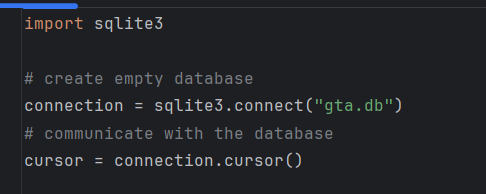 import sqlite3
# create empty database
connection = sqlite3.connect("gta.db")
# communicate with the database
cursor = connection.cursor()